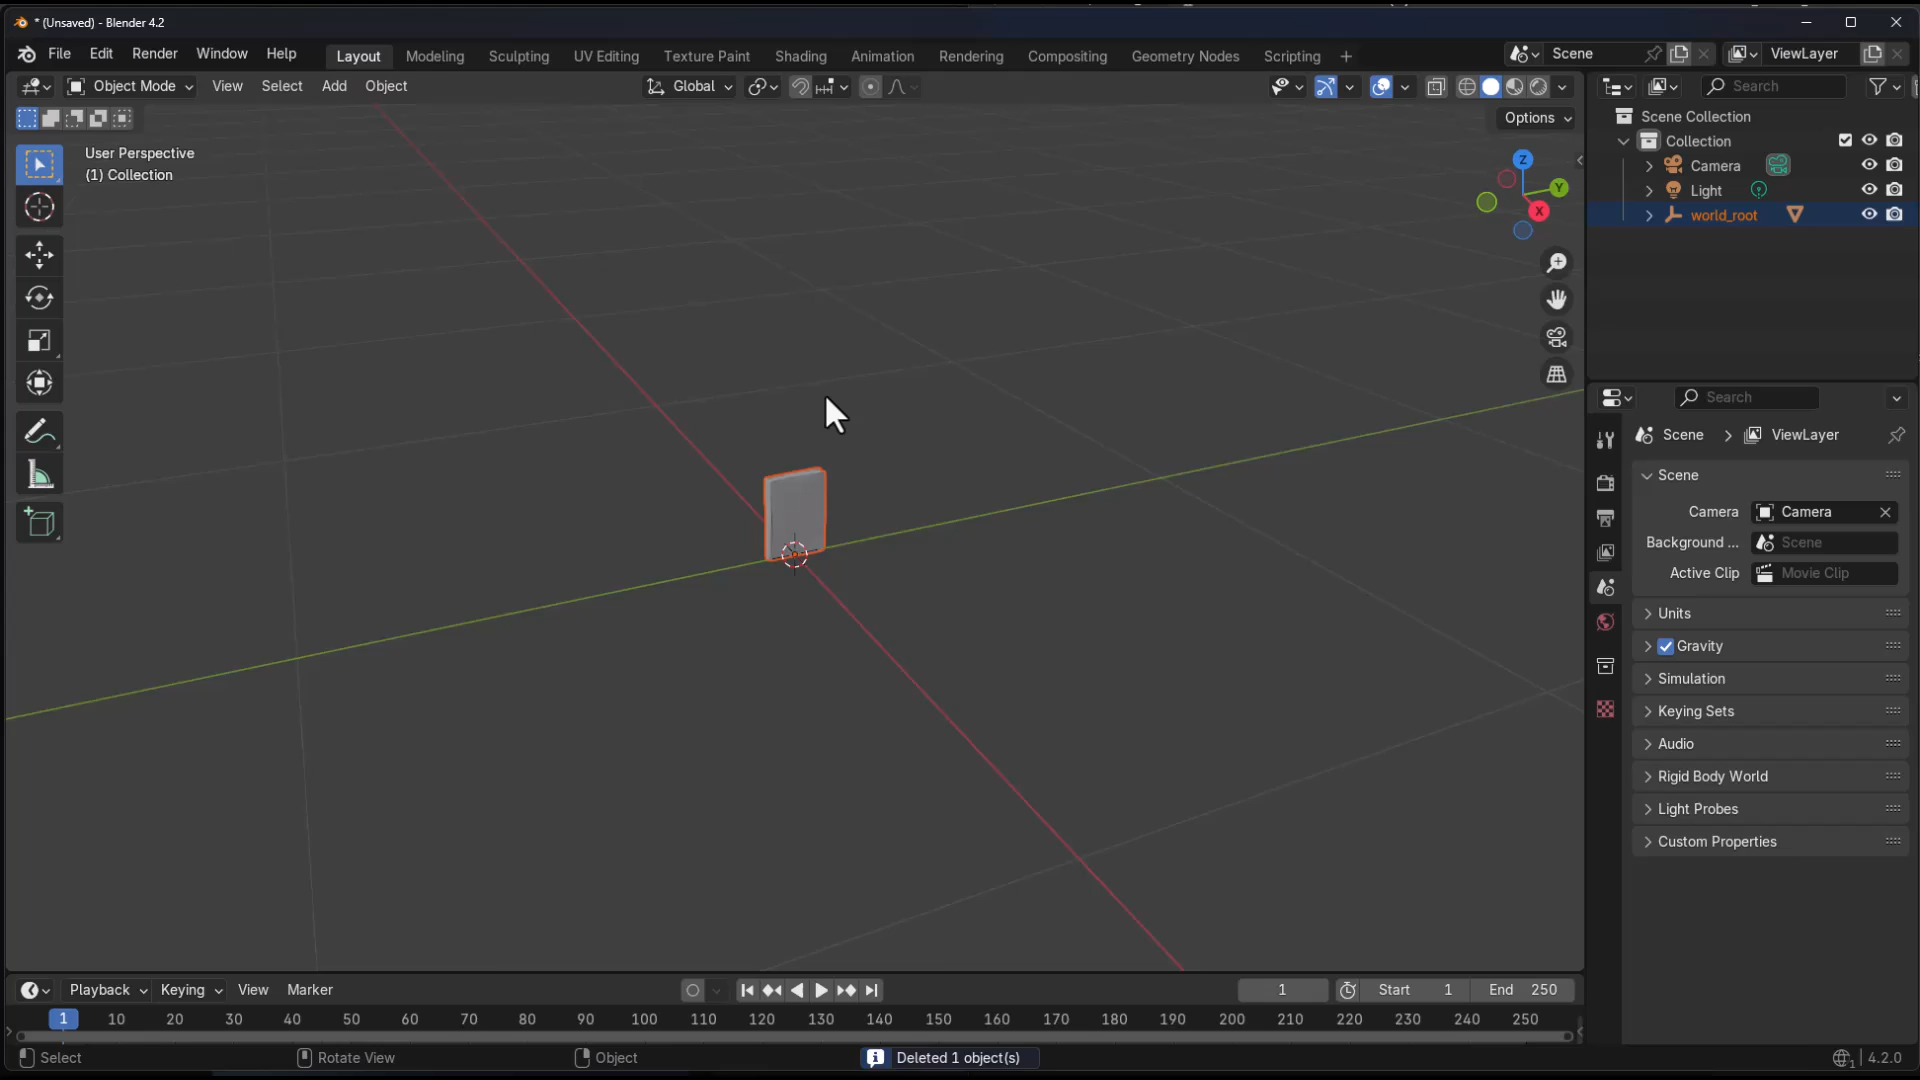 * (Unsaved) - Blender 4.2
File Edit Render Window Help Layout Modeling Sculpting UV Editing Texture Paint Shading Animation Rendering Compositing Geometry Nodes Scripting + Scene ViewLayer
Object Mode View Select Add Object Global Search
Options
User Perspective
(1) Collection
Z
Y
X
Scene Collection
Collection
Camera
Light
world_root
Search
Scene > ViewLayer
Scene
Camera Camera
Background ... Scene
Active Clip Movie Clip
Units
Gravity
Simulation
Keying Sets
Audio
Rigid Body World
Light Probes
Custom Properties
Playback Keying View Marker 1 Start 1 End 250
1 10 20 30 40 50 60 70 80 90 100 110 120 130 140 150 160 170 180 190 200 210 220 230 240 250
Select Rotate View Object Deleted 1 object(s) 4.2.0